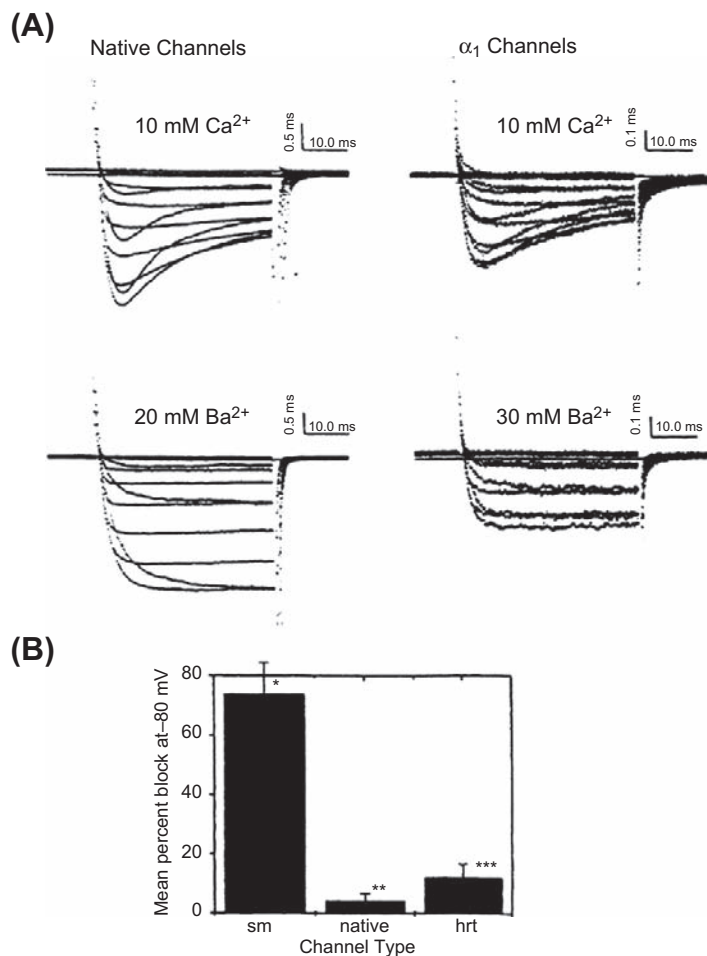 (A)
Native Channels
α₁ Channels
10 mM Ca²⁺
0.5 ms
10.0 ms
10 mM Ca²⁺
0.1 ms
10.0 ms
20 mM Ba²⁺
0.5 ms
10.0 ms
30 mM Ba²⁺
0.1 ms
10.0 ms
(B)
Mean percent block at–80 mV
80
60
40
20
0
*
**
***
sm
native
hrt
Channel Type